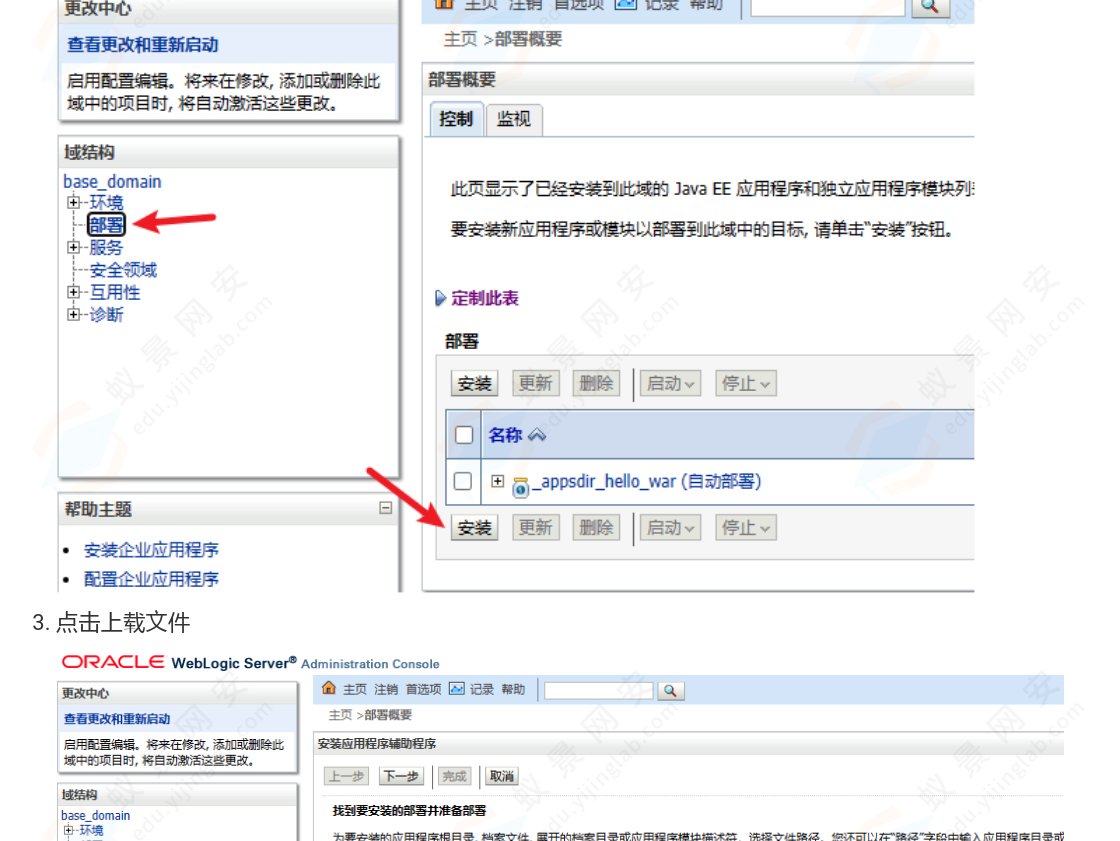 更改中心
查看更改和重新启动
启用配置编辑。将来在修改, 添加或删除此
域中的项目时, 将自动激活这些更改。
域结构
base_domain
环境
部署
服务
安全领域
互用性
诊断
帮助主题
安装企业应用程序
配置企业应用程序
主页 注销 首选项 记录 帮助
主页 >部署概要
部署概要
控制 监视
此页显示了已经安装到此域的 Java EE 应用程序和独立应用程序模块列
要安装新应用程序或模块以部署到此域中的目标, 请单击“安装”按钮。
定制此表
部署
安装 更新 删除 启动 停止
名称
_appsdir_hello_war (自动部署)
安装 更新 删除 启动 停止
3. 点击上载文件
ORACLE WebLogic Server® Administration Console
更改中心
查看更改和重新启动
启用配置编辑。将来在修改, 添加或删除此
域中的项目时, 将自动激活这些更改。
域结构
base_domain
环境
主页 注销 首选项 记录 帮助
主页 >部署概要
安装应用程序辅助程序
上一步 下一步 完成 取消
找到要安装的部署并准备部署
为要安装的应用程序根目录, 档案文件, 展开的档案目录或应用程序模块描述符, 选择文件路径。您还可以在“路径”字段中输入应用程序目录或
蚁景网安
edu.yijinglab.com